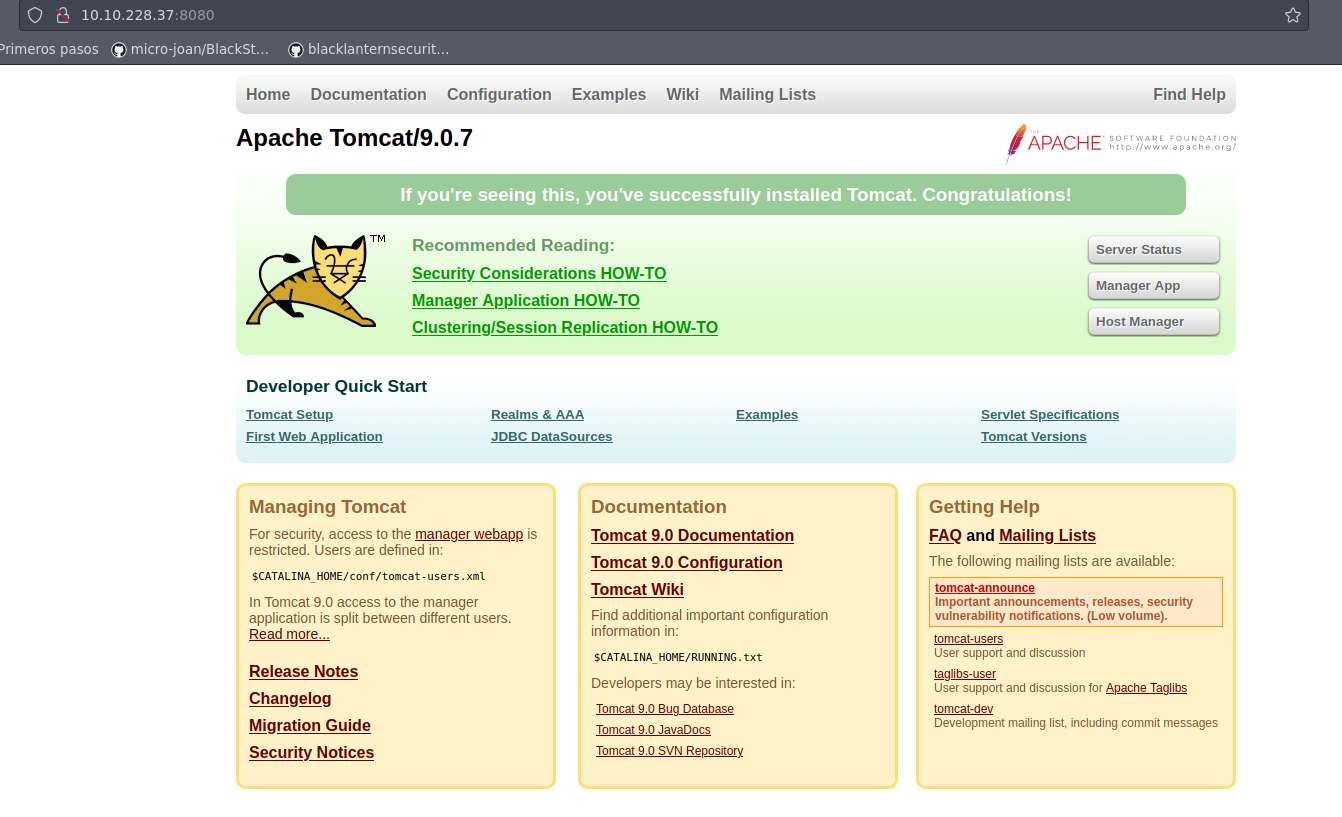 10.10.228.37:8080
Primeros pasos micro-joan/BlackSt… blacklanternsecurit…
Home Documentation Configuration Examples Wiki Mailing Lists Find Help
Apache Tomcat/9.0.7
THE
APACHE SOFTWARE FOUNDATION
http://www.apache.org/
If you're seeing this, you've successfully installed Tomcat. Congratulations!
TM
Recommended Reading:
Security Considerations HOW-TO
Manager Application HOW-TO
Clustering/Session Replication HOW-TO
Server Status
Manager App
Host Manager
Developer Quick Start
Tomcat Setup
First Web Application
Realms & AAA
JDBC DataSources
Examples
Servlet Specifications
Tomcat Versions
Managing Tomcat
For security, access to the manager webapp is
restricted. Users are defined in:
$CATALINA_HOME/conf/tomcat-users.xml
In Tomcat 9.0 access to the manager
application is split between different users.
Read more...
Release Notes
Changelog
Migration Guide
Security Notices
Documentation
Tomcat 9.0 Documentation
Tomcat 9.0 Configuration
Tomcat Wiki
Find additional important configuration
information in:
$CATALINA_HOME/RUNNING.txt
Developers may be interested in:
Tomcat 9.0 Bug Database
Tomcat 9.0 JavaDocs
Tomcat 9.0 SVN Repository
Getting Help
FAQ and Mailing Lists
The following mailing lists are available:
tomcat-announce
Important announcements, releases, security
vulnerability notifications. (Low volume).
tomcat-users
User support and discussion
taglibs-user
User support and discussion for Apache Taglibs
tomcat-dev
Development mailing list, including commit messages